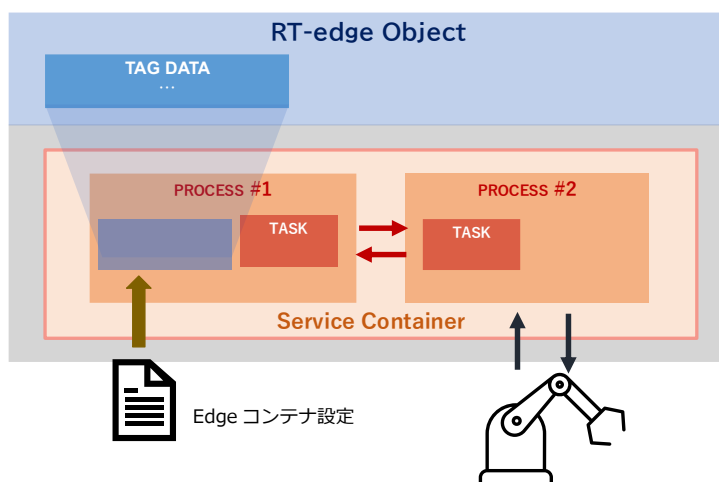 RT-edge Object
TAG DATA
…
PROCESS #1
PROCESS #2
TASK
TASK
Service Container
Edge コンテナ設定